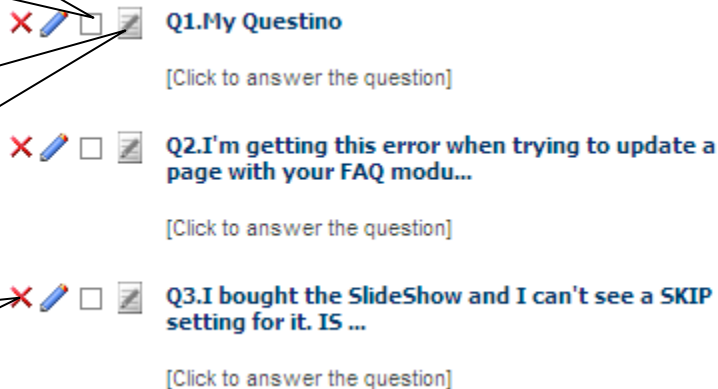 Q1.My Questino
[Click to answer the question]
Q2.I'm getting this error when trying to update a
page with your FAQ modu...
[Click to answer the question]
Q3.I bought the SlideShow and I can't see a SKIP
setting for it. IS ...
[Click to answer the question]